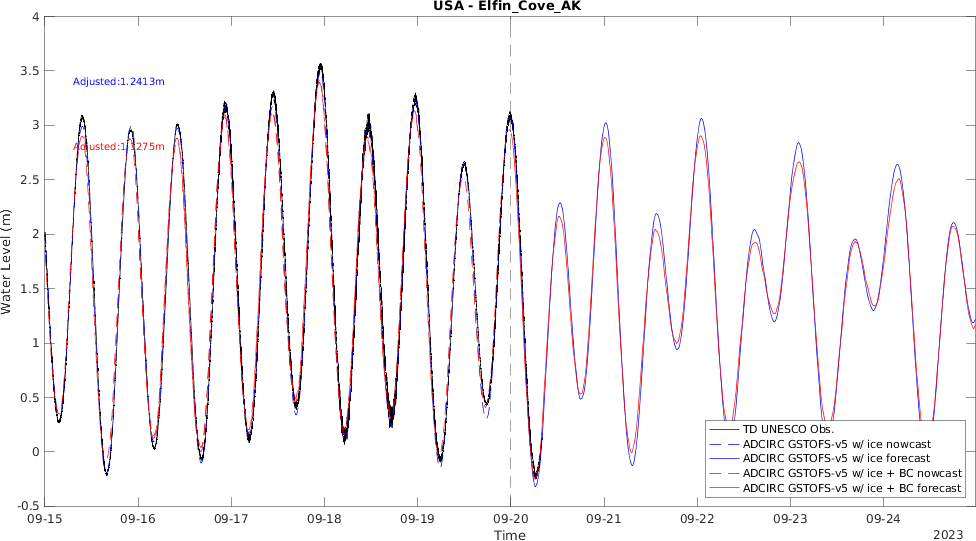 USA - Elfin_Cove_AK
4
3.5
3
2.5
2
1.5
1
0.5
0
-0.5
Water Level (m)
Adjusted:1.2413m
TD UNESCO Obs.
ADCIRC GSTOFS-v5 w/ ice nowcast
ADCIRC GSTOFS-v5 w/ ice forecast
ADCIRC GSTOFS-v5 w/ ice + BC nowcast
ADCIRC GSTOFS-v5 w/ ice + BC forecast
09-15 09-16 09-17 09-18 09-19 09-20 09-21 09-22 09-23 09-24
Time
2023